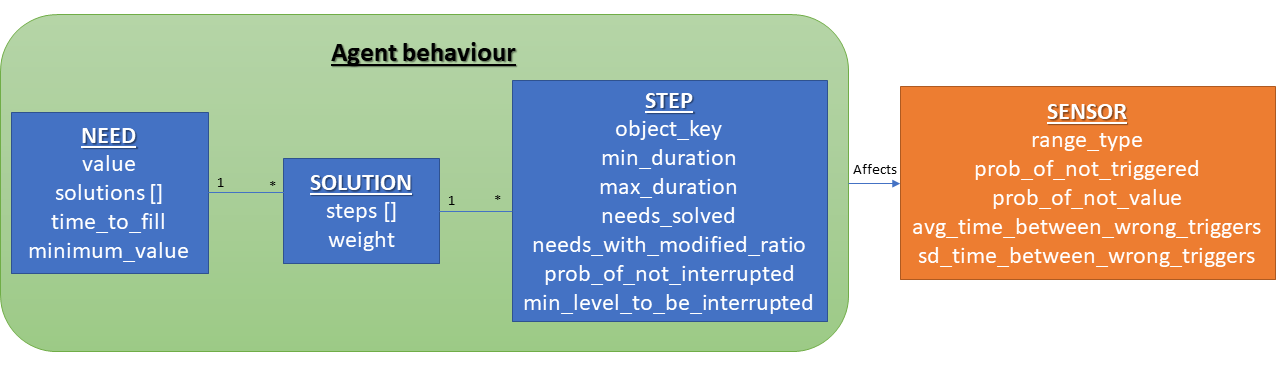 Agent behaviour
NEED
value
solutions []
time_to_fill
minimum_value
1
*
SOLUTION
steps []
weight
1
*
STEP
object_key
min_duration
max_duration
needs_solved
needs_with_modified_ratio
prob_of_not_interrupted
min_level_to_be_interrupted
Affects
SENSOR
range_type
prob_of_not_triggered
prob_of_not_value
avg_time_between_wrong_triggers
sd_time_between_wrong_triggers